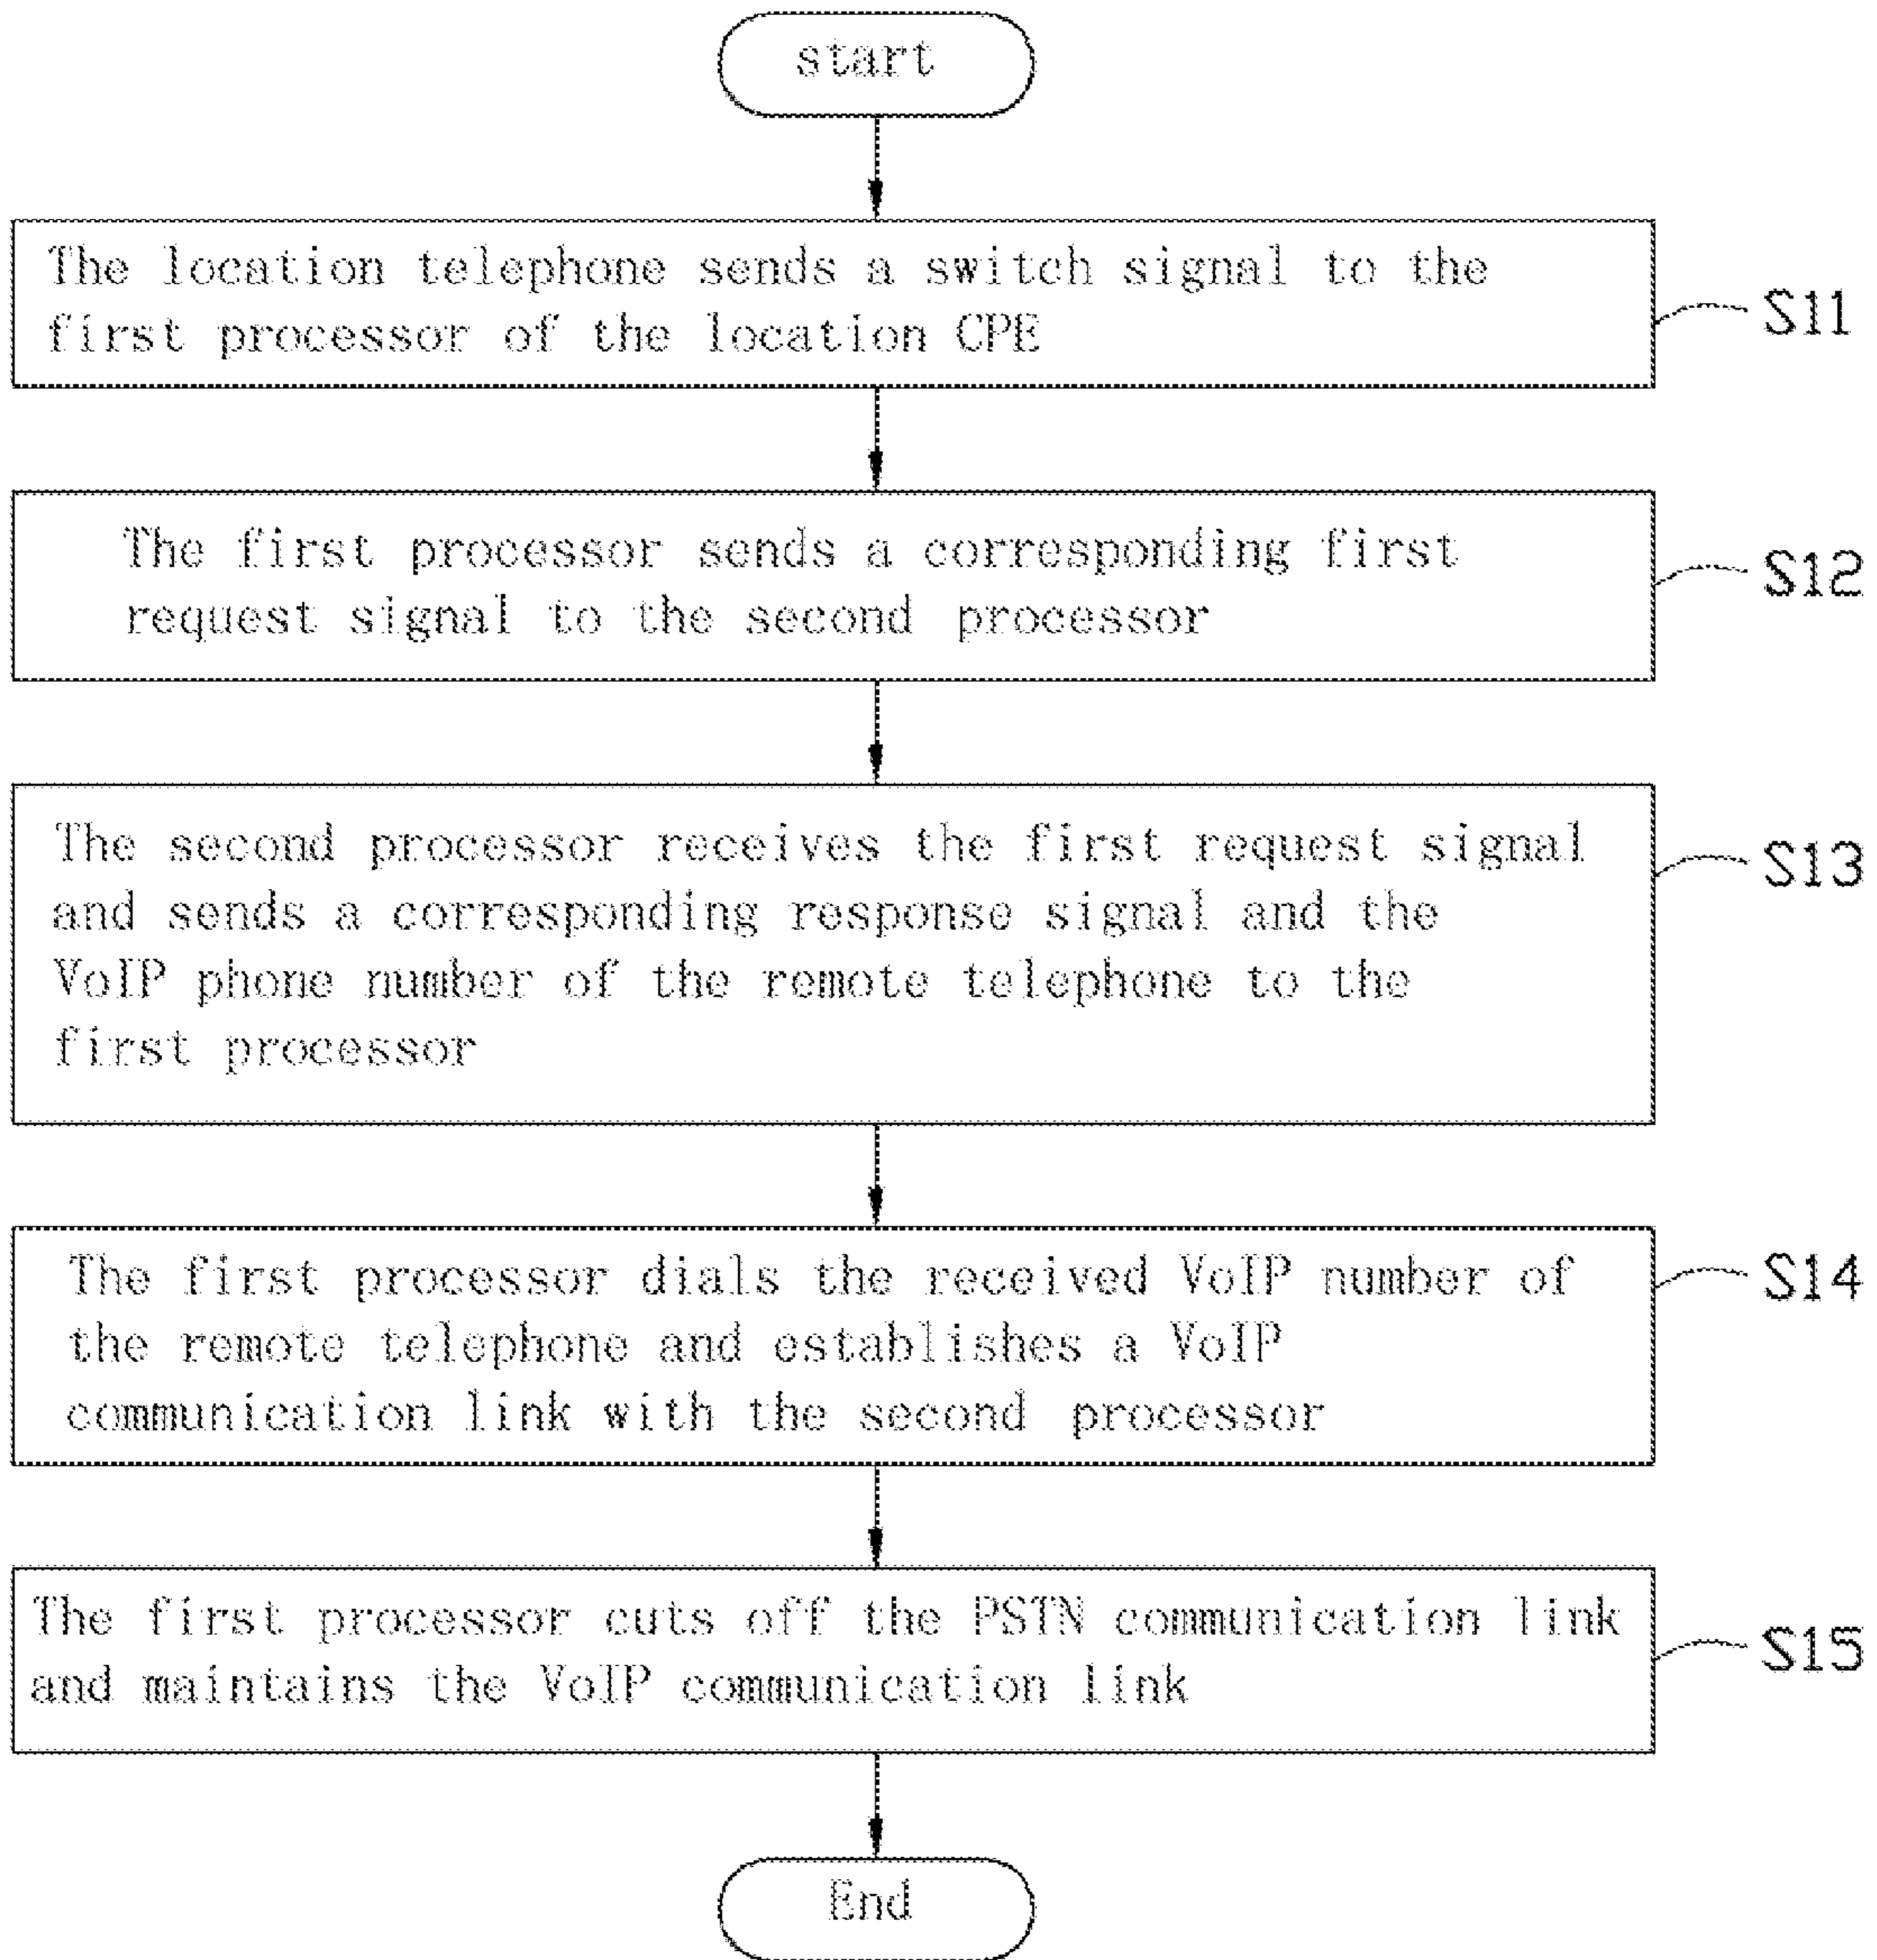 start
The location telephone sends a switch signal to the
first processor of the location CPE
S11
The first processor sends a corresponding first
request signal to the second processor
S12
The second processor receives the first request signal
and sends a corresponding response signal and the
VoIP phone number of the remote telephone to the
first processor
S13
The first processor dials the received VoIP number of
the remote telephone and establishes a VoIP
communication link with the second processor
S14
The first processor cuts off the PSTN communication link
and maintains the VoIP communication link
S15
End